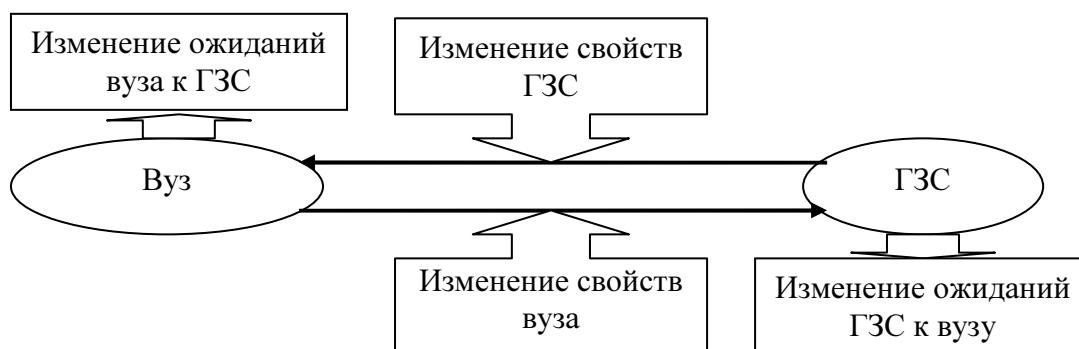 Изменение ожиданий
вуза к ГЗС
Изменение свойств
ГЗС
Вуз
ГЗС
Изменение свойств
вуза
Изменение ожиданий
ГЗС к вузу